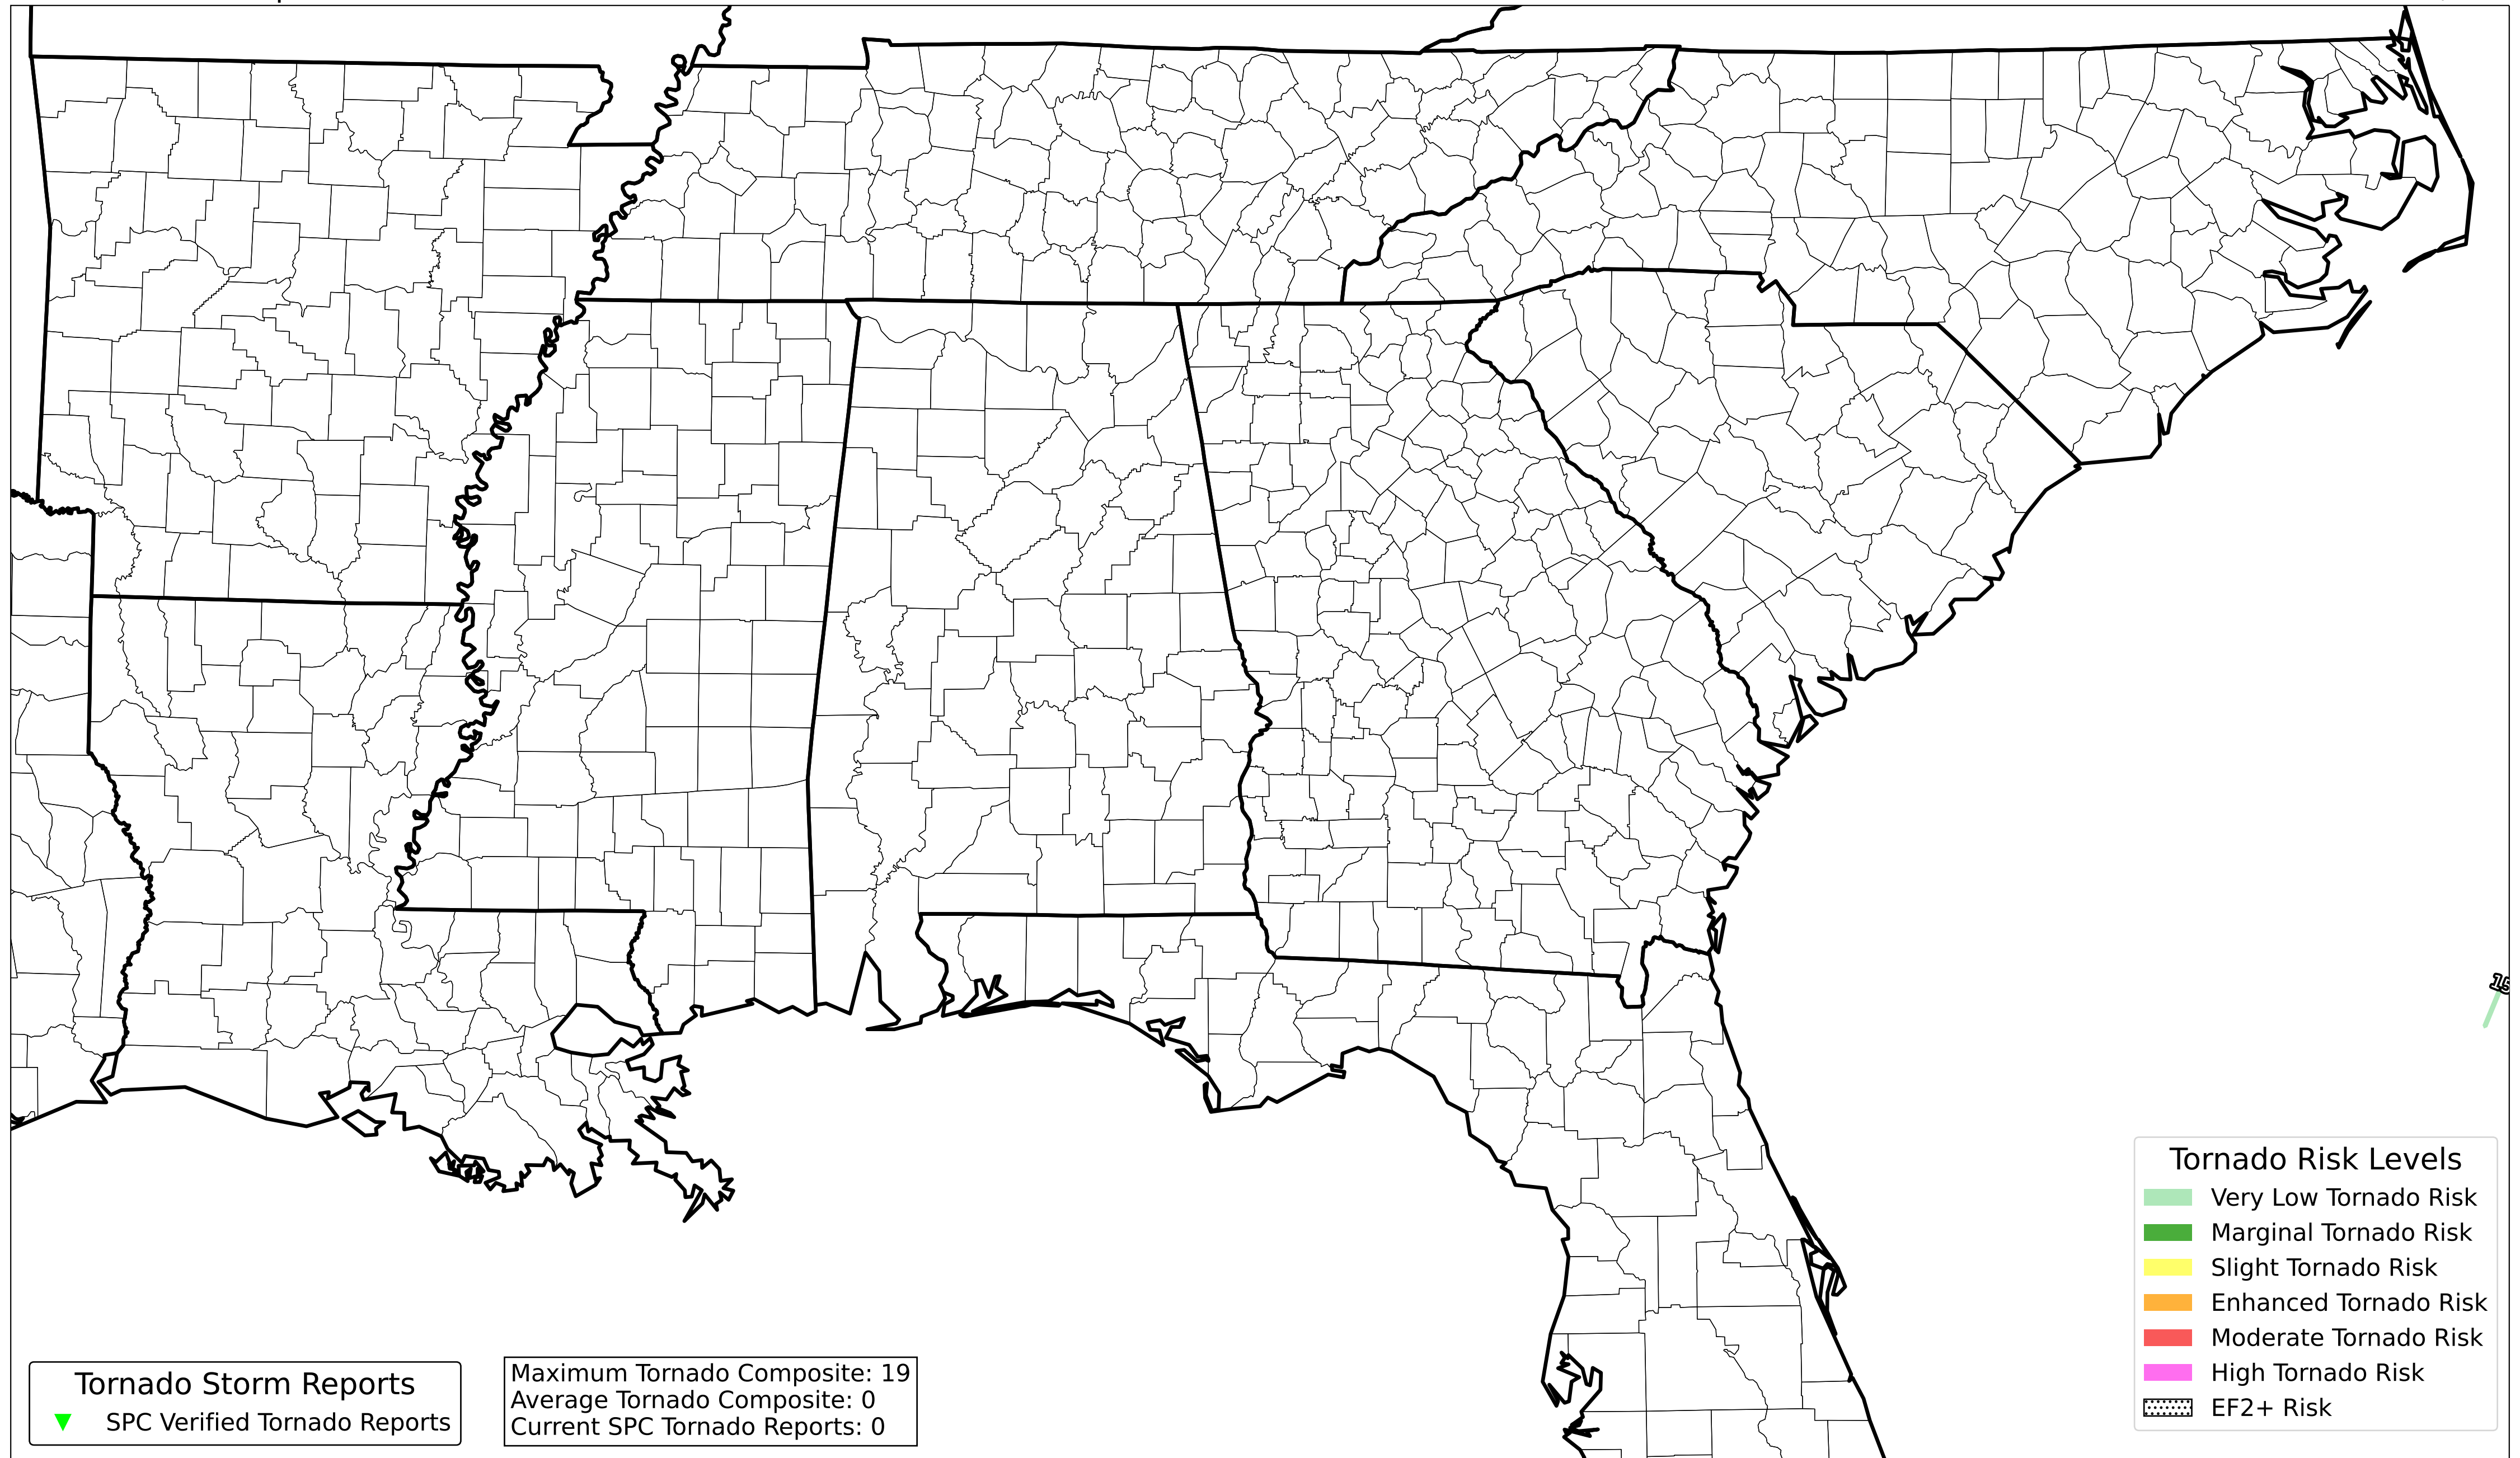 Tornado Risk Levels
Very Low Tornado Risk
Marginal Tornado Risk
Slight Tornado Risk
Enhanced Tornado Risk
Moderate Tornado Risk
High Tornado Risk
EF2+ Risk
Tornado Storm Reports
SPC Verified Tornado Reports
Maximum Tornado Composite: 19
Average Tornado Composite: 0
Current SPC Tornado Reports: 0